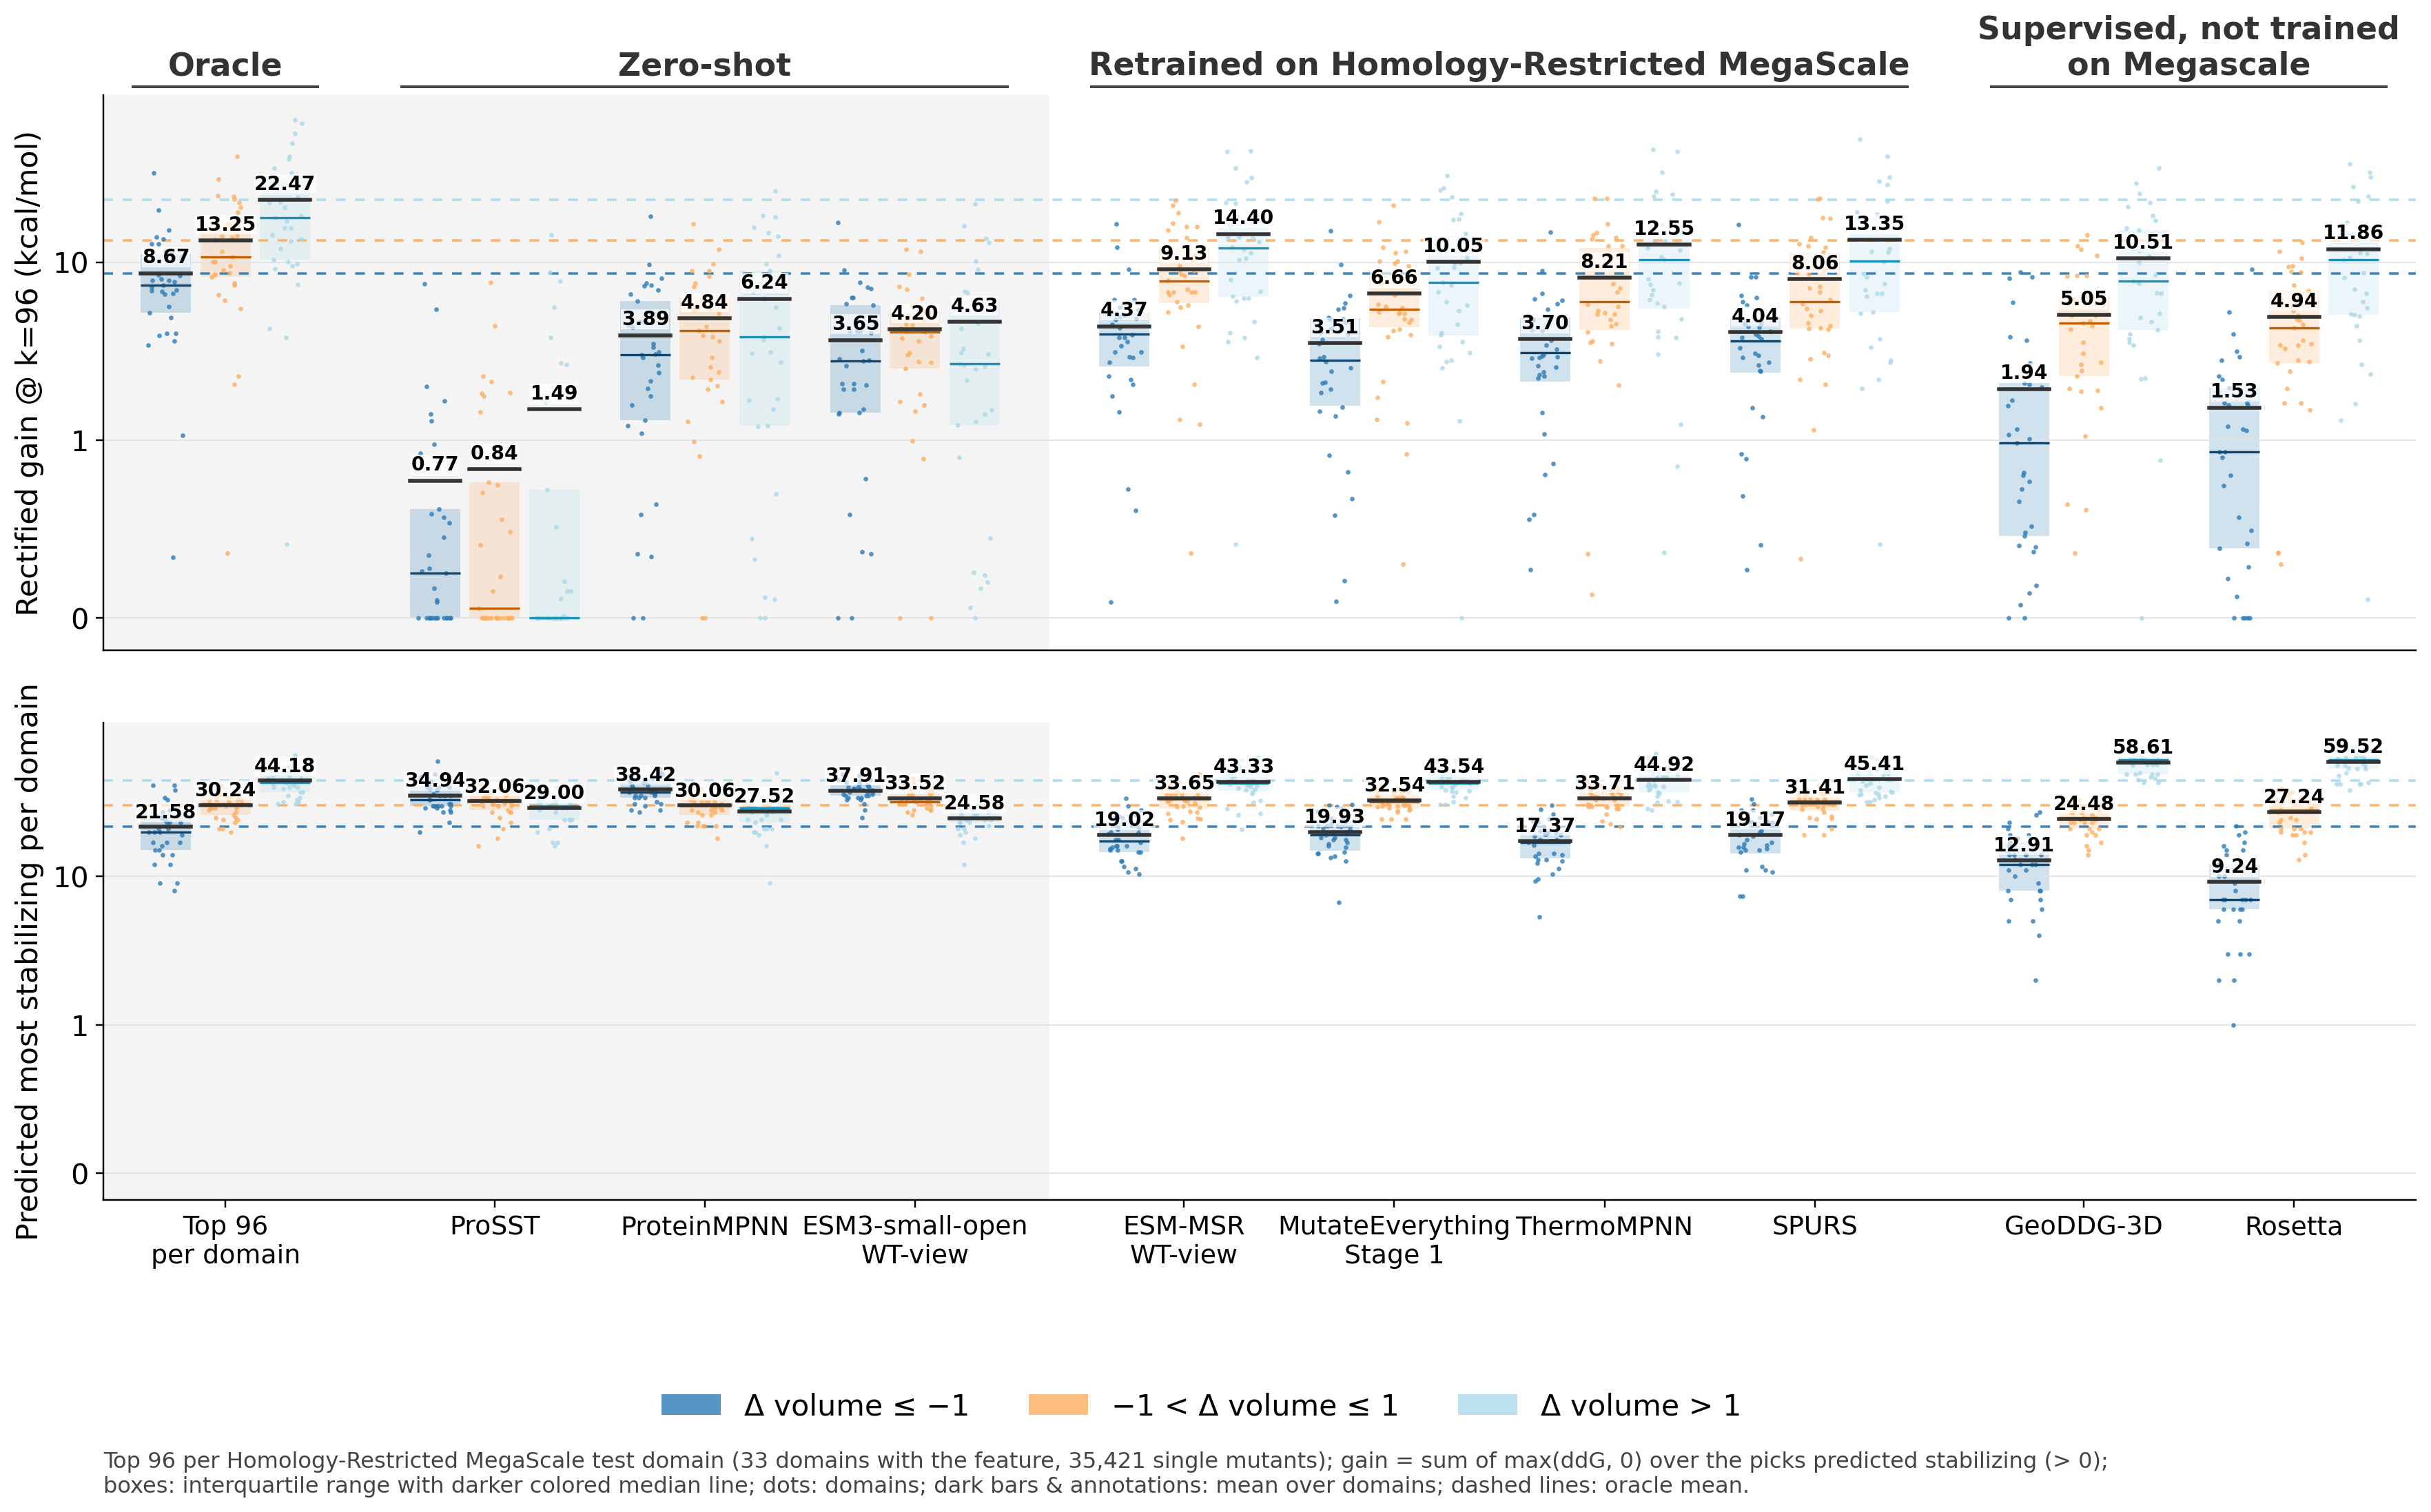 Supervised, not trained
Oracle Zero-shot Retrained on Homology-Restricted MegaScale on Megascale
Rectified gain @ k=96 (kcal/mol)
10
1
0
8.67 13.25 22.47
0.77 0.84 1.49
3.89 4.84 6.24
3.65 4.20 4.63
4.37 9.13 14.40
3.51 6.66 10.05
3.70 8.21 12.55
4.04 8.06 13.35
1.94 5.05 10.51
1.53 4.94 11.86
Predicted most stabilizing per domain
10
1
0
21.58 30.24 44.18
34.94 32.06 29.00
38.42 30.06 27.52
37.91 33.52 24.58
19.02 33.65 43.33
19.93 32.54 43.54
17.37 33.71 44.92
19.17 31.41 45.41
12.91 24.48 58.61
9.24 27.24 59.52
Top 96 ProSST ProteinMPNN ESM3-small-open ESM-MSR MutateEverything ThermoMPNN SPURS GeoDDG-3D Rosetta
per domain WT-view WT-view Stage 1
Δ volume ≤ −1 −1 < Δ volume ≤ 1 Δ volume > 1
Top 96 per Homology-Restricted MegaScale test domain (33 domains with the feature, 35,421 single mutants); gain = sum of max(ddG, 0) over the picks predicted stabilizing (> 0);
boxes: interquartile range with darker colored median line; dots: domains; dark bars & annotations: mean over domains; dashed lines: oracle mean.